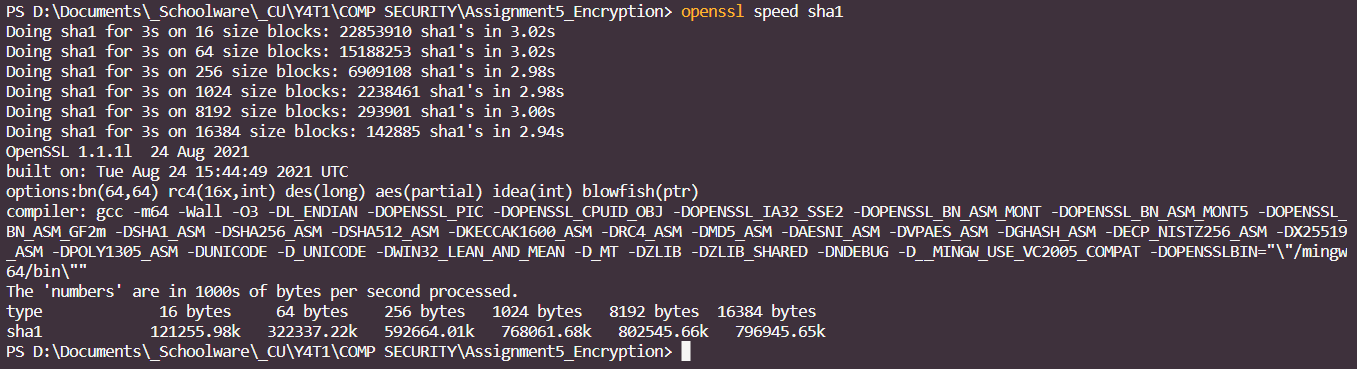 PS D:\Documents\_Schoolware\_CU\Y4T1\COMP SECURITY\Assignment5_Encryption> openssl speed sha1
Doing sha1 for 3s on 16 size blocks: 22853910 sha1's in 3.02s
Doing sha1 for 3s on 64 size blocks: 15188253 sha1's in 3.02s
Doing sha1 for 3s on 256 size blocks: 6909108 sha1's in 2.98s
Doing sha1 for 3s on 1024 size blocks: 2238461 sha1's in 2.98s
Doing sha1 for 3s on 8192 size blocks: 293901 sha1's in 3.00s
Doing sha1 for 3s on 16384 size blocks: 142885 sha1's in 2.94s
OpenSSL 1.1.1l  24 Aug 2021
built on: Tue Aug 24 15:44:49 2021 UTC
options:bn(64,64) rc4(16x,int) des(long) aes(partial) idea(int) blowfish(ptr)
compiler: gcc -m64 -Wall -O3 -DL_ENDIAN -DOPENSSL_PIC -DOPENSSL_CPUID_OBJ -DOPENSSL_IA32_SSE2 -DOPENSSL_BN_ASM_MONT -DOPENSSL_BN_ASM_MONT5 -DOPENSSL_
BN_ASM_GF2m -DSHA1_ASM -DSHA256_ASM -DSHA512_ASM -DKECCAK1600_ASM -DRC4_ASM -DMD5_ASM -DAESNI_ASM -DVPAES_ASM -DGHASH_ASM -DECP_NISTZ256_ASM -DX25519
_ASM -DPOLY1305_ASM -DUNICODE -D_UNICODE -DWIN32_LEAN_AND_MEAN -D_MT -DZLIB -DZLIB_SHARED -DNDEBUG -D__MINGW_USE_VC2005_COMPAT -DOPENSSLBIN="\"/mingw
64/bin\""
The 'numbers' are in 1000s of bytes per second processed.
type             16 bytes     64 bytes    256 bytes   1024 bytes   8192 bytes  16384 bytes
sha1            121255.98k   322337.22k   592664.01k   768061.68k   802545.66k   796945.65k
PS D:\Documents\_Schoolware\_CU\Y4T1\COMP SECURITY\Assignment5_Encryption>